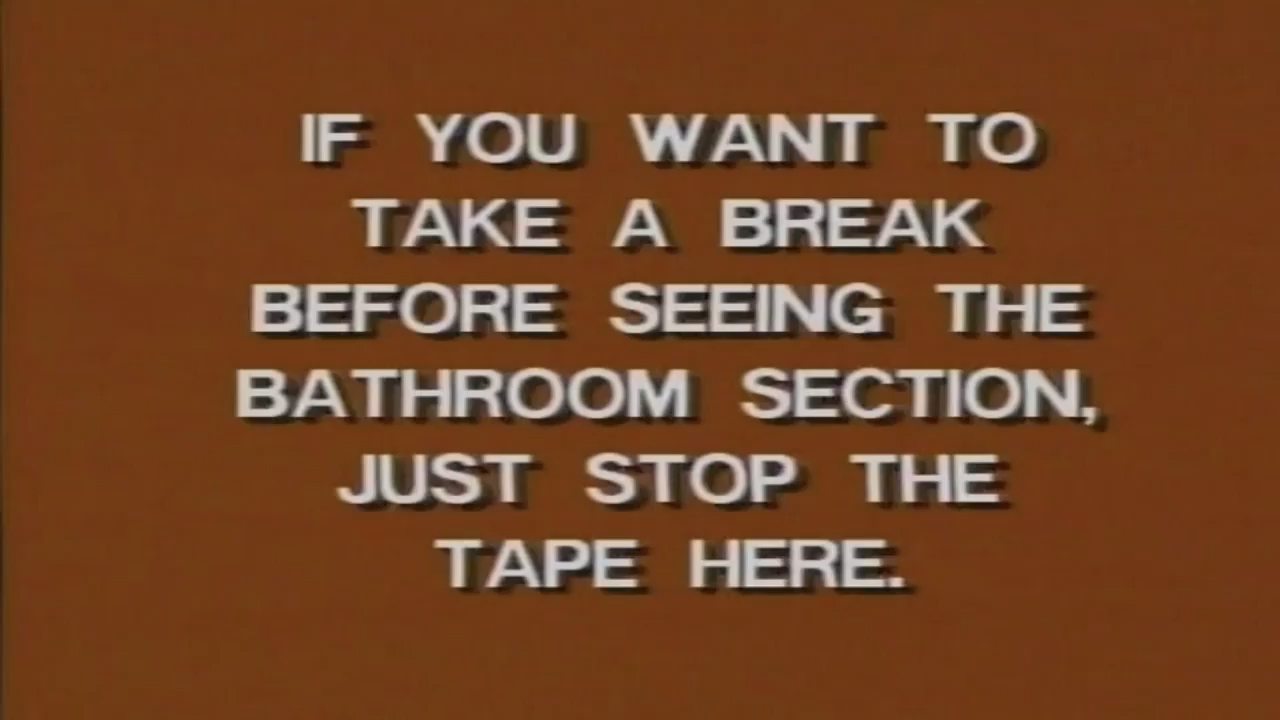 IF YOU WANT TO
TAKE A BREAK
BEFORE SEEING THE
BATHROOM SECTION,
JUST STOP THE
TAPE HERE.